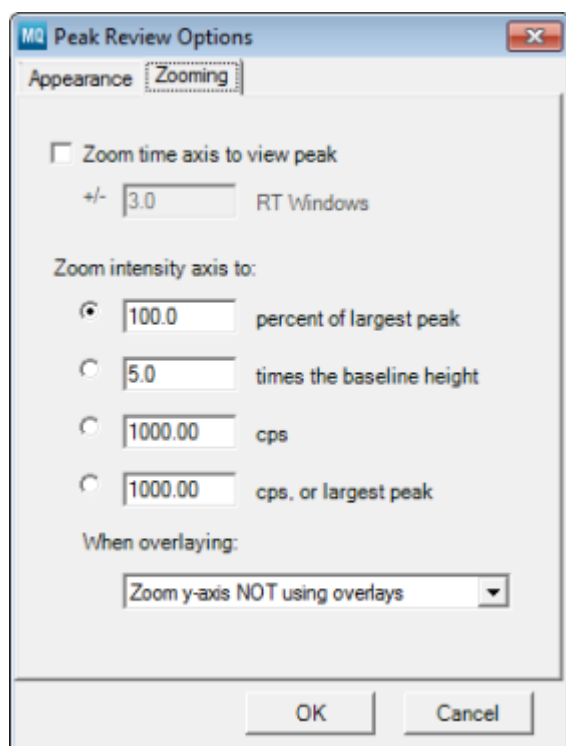 MQ Peak Review Options
Appearance Zooming
Zoom time axis to view peak
+/- 3.0 RT Windows
Zoom intensity axis to:
100.0 percent of largest peak
5.0 times the baseline height
1000.00 cps
1000.00 cps, or largest peak
When overlaying:
Zoom y-axis NOT using overlays
OK Cancel